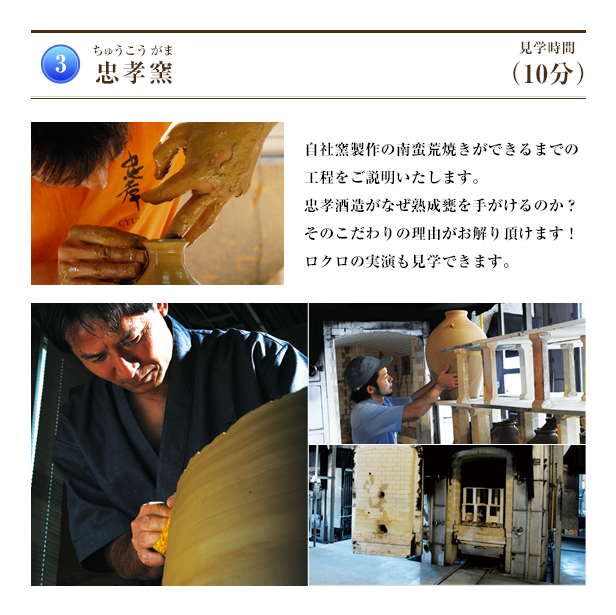 3
ちゅうこう がま
忠孝窯
見学時間
(10分)
忠孝
自社窯製作の南蛮荒焼きができるまでの
工程をご説明いたします。
忠孝酒造がなぜ熟成甕を手がけるのか？
そのこだわりの理由がお解り頂けます！
ロクロの実演も見学できます。